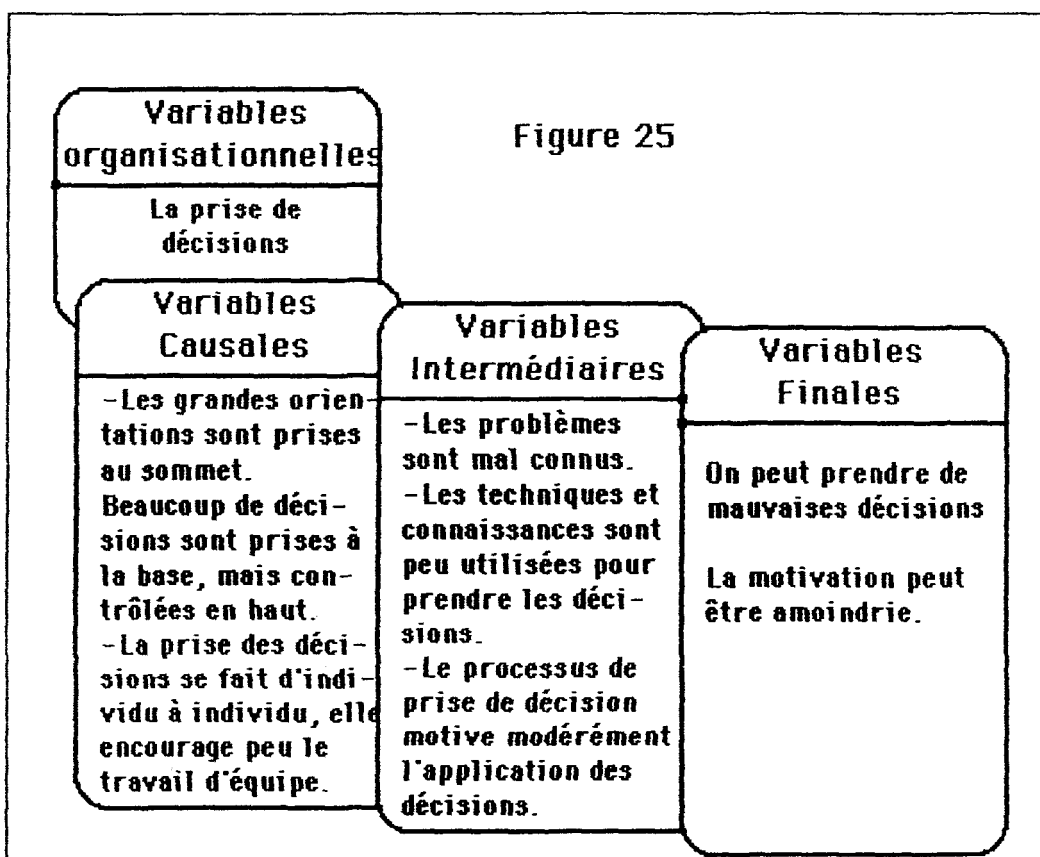 Figure 25
Variables
organisationnelles
La prise de
décisions
Variables
Causales
-Les grandes orien-
tations sont prises
au sommet.
Beaucoup de déci-
sions sont prises à
la base, mais con-
trôlées en haut.
-La prise des déci-
sions se fait d'indi-
vidu à individu, elle
encourage peu le
travail d'équipe.
Variables
Intermédiaires
-Les problèmes
sont mal connus.
-Les techniques et
connaissances sont
peu utilisées pour
prendre les déci-
sions.
-Le processus de
prise de décision
motive modérément
l'application des
décisions.
Variables
Finales
On peut prendre de
mauvaises décisions
La motivation peut
être amoindrie.